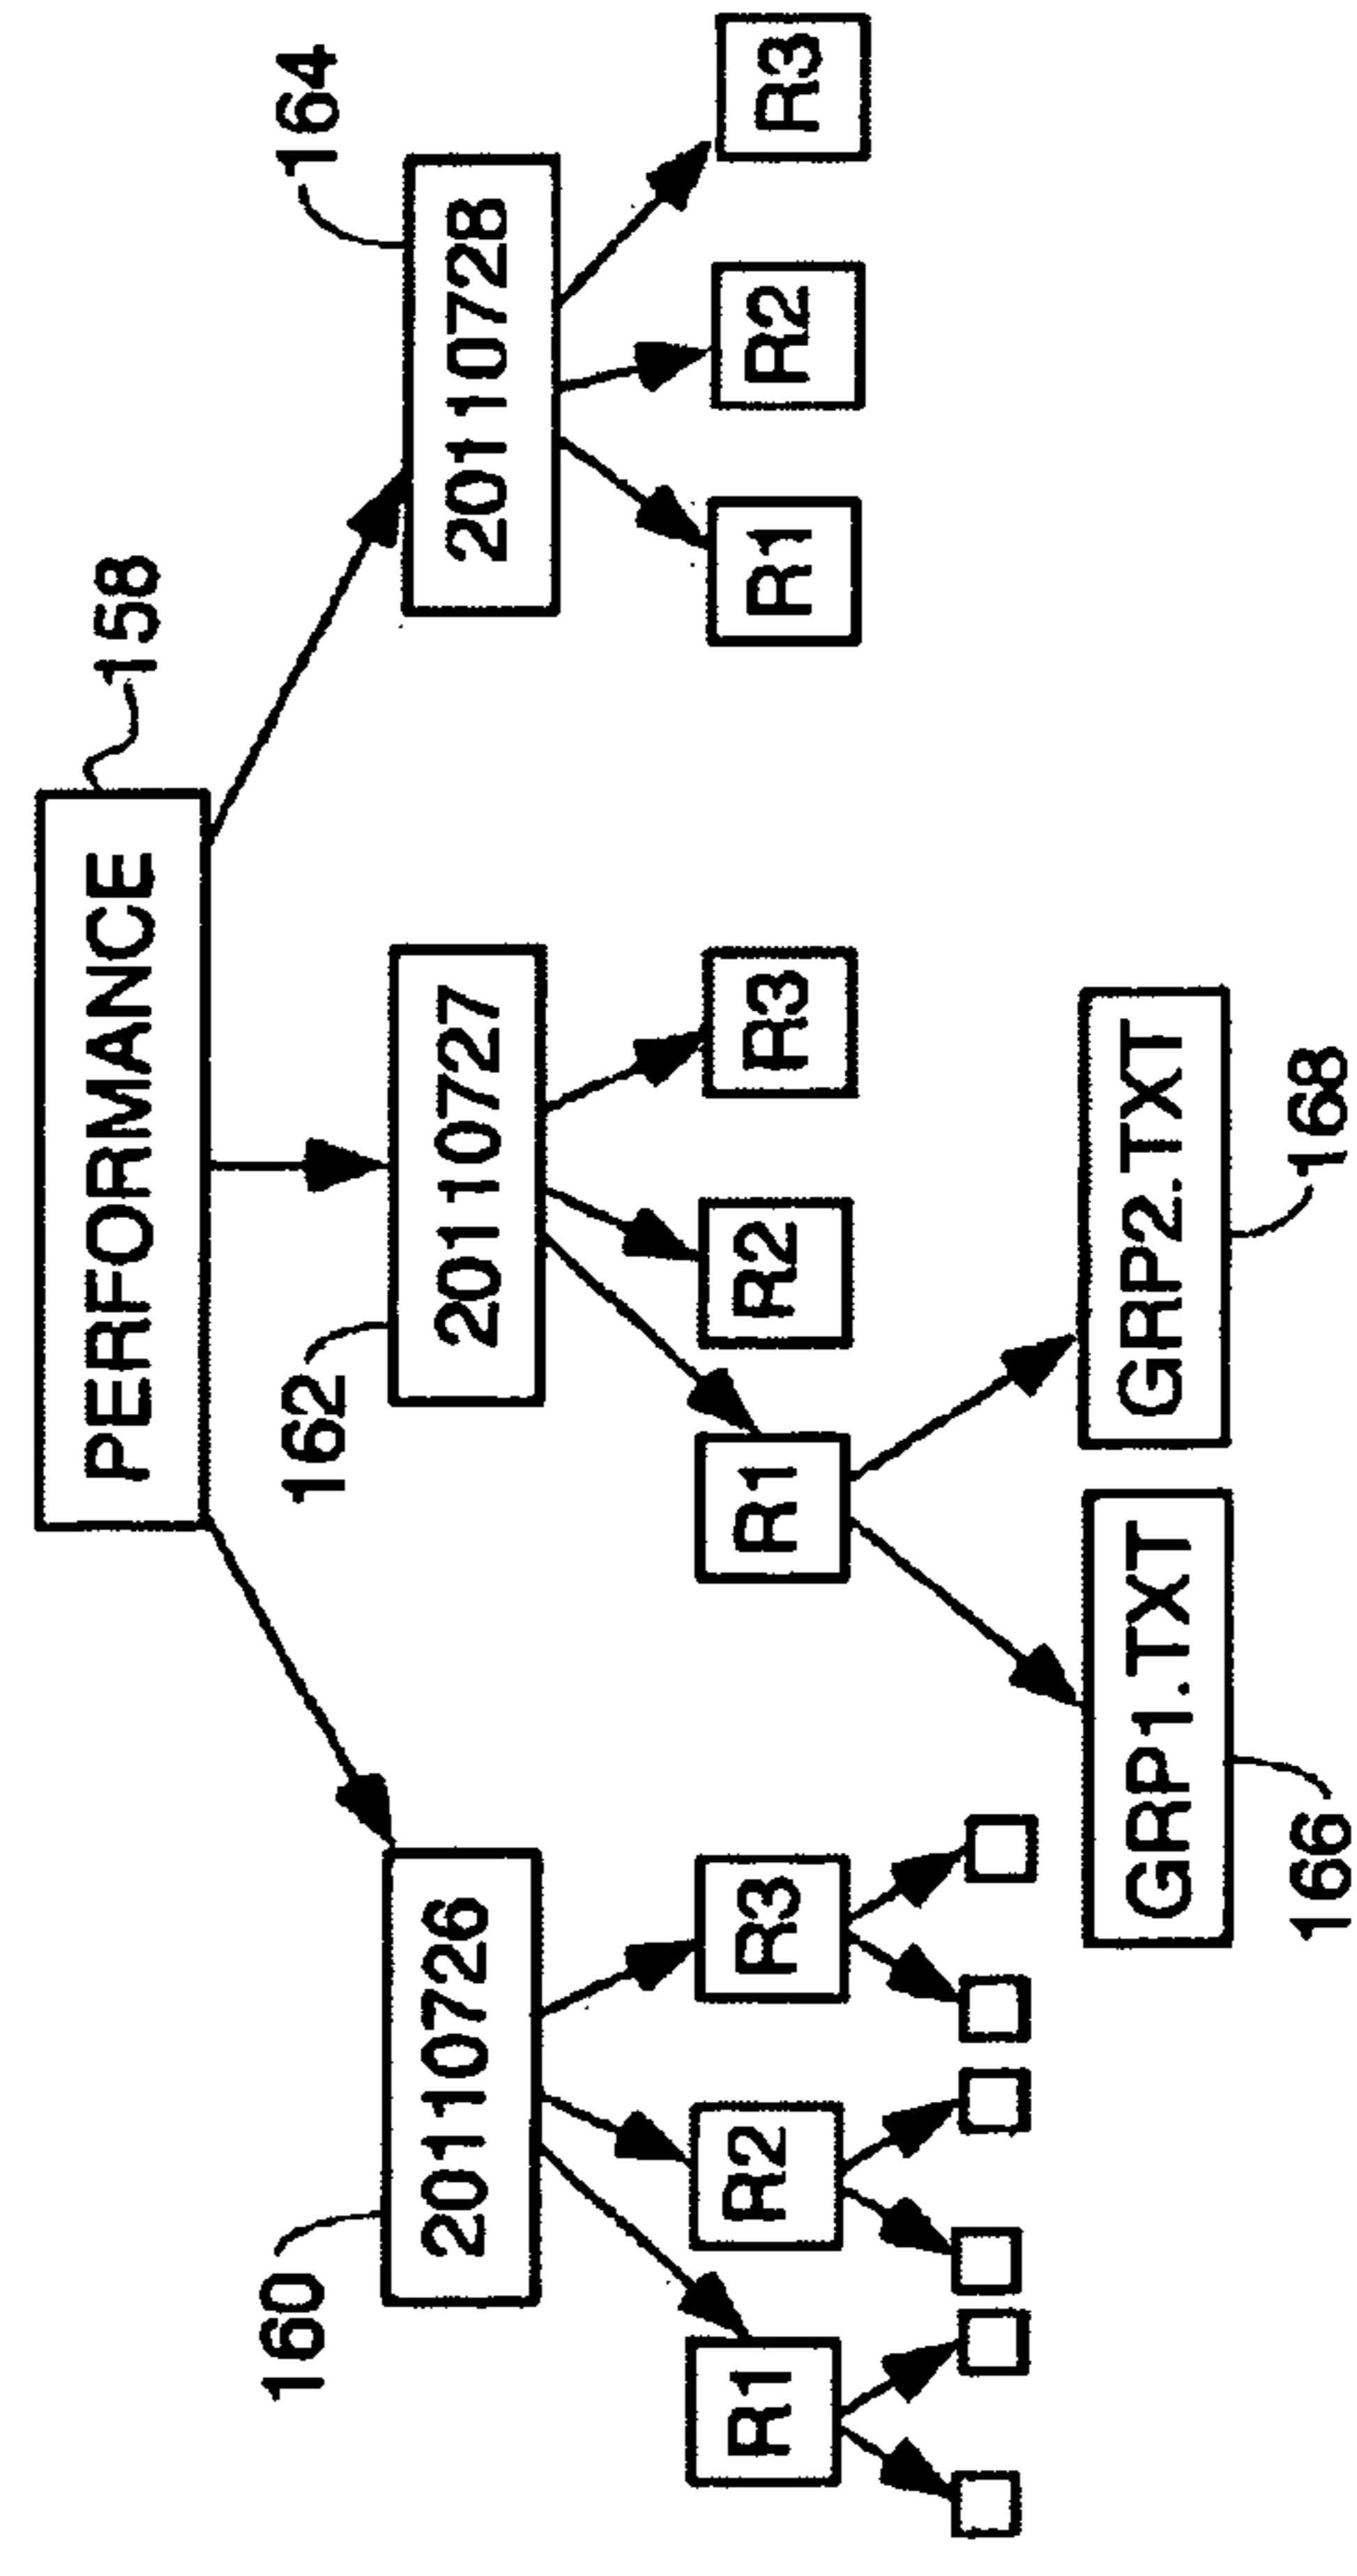 PERFORMANCE
158
160
20110726
162
20110727
164
20110728
R1
R2
R3
R1
R2
R3
R1
R2
R3
GRP1.TXT
GRP2.TXT
166
168